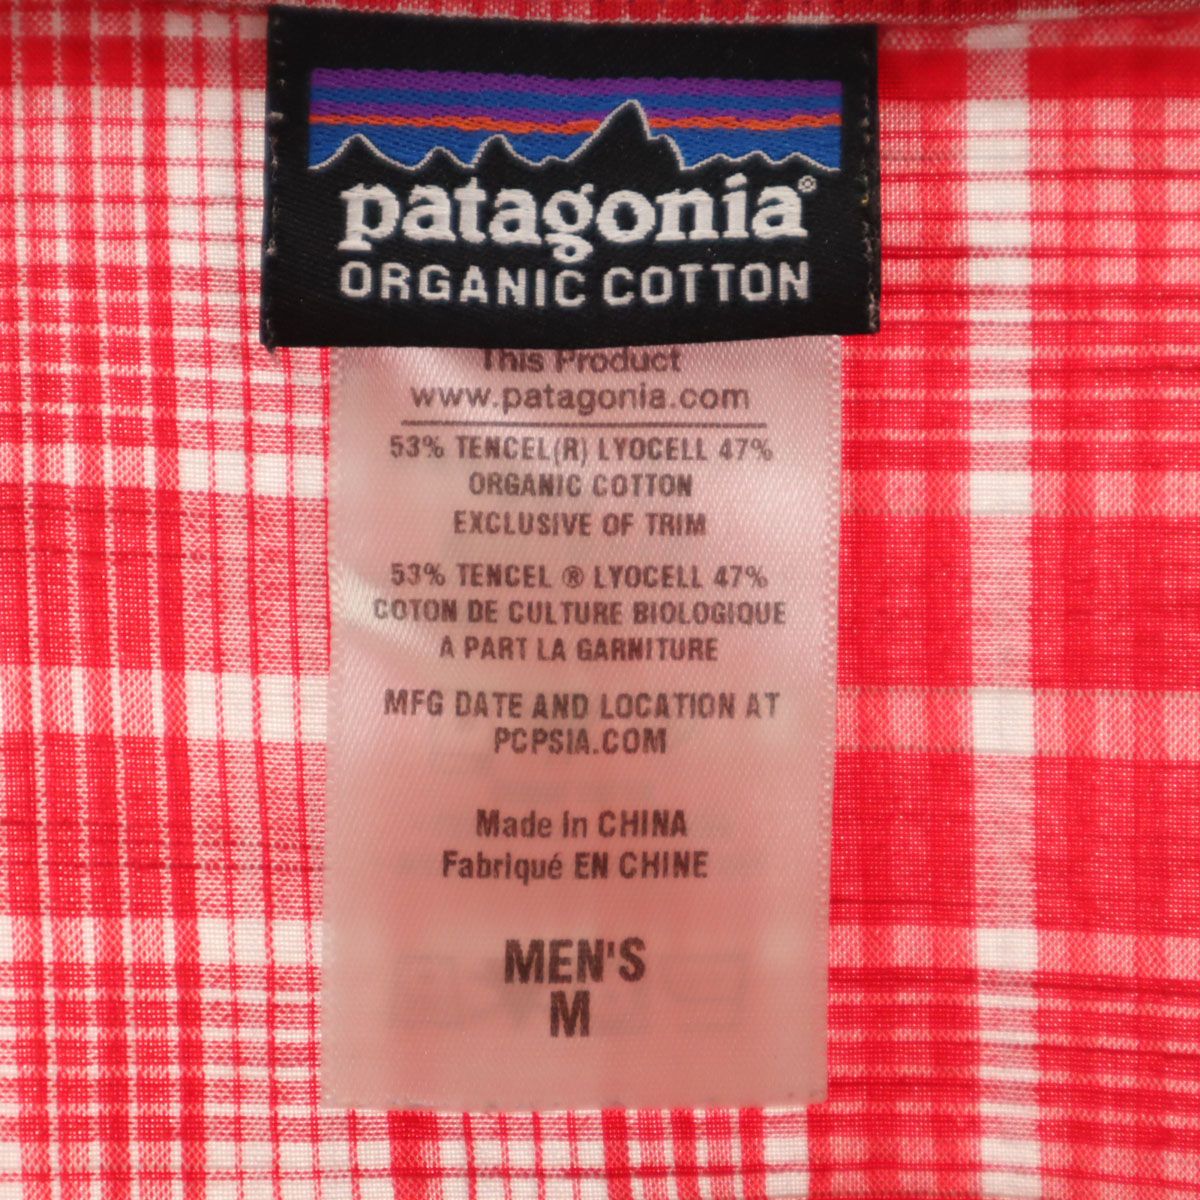 patagonia®
ORGANIC COTTON
This Product
www.patagonia.com
53% TENCEL(R) LYOCELL 47%
ORGANIC COTTON
EXCLUSIVE OF TRIM
53% TENCEL ® LYOCELL 47%
COTON DE CULTURE BIOLOGIQUE
À PART LA GARNITURE
MFG DATE AND LOCATION AT
PCPSIA.COM
Made In CHINA
Fabriqué EN CHINE
MEN'S
M